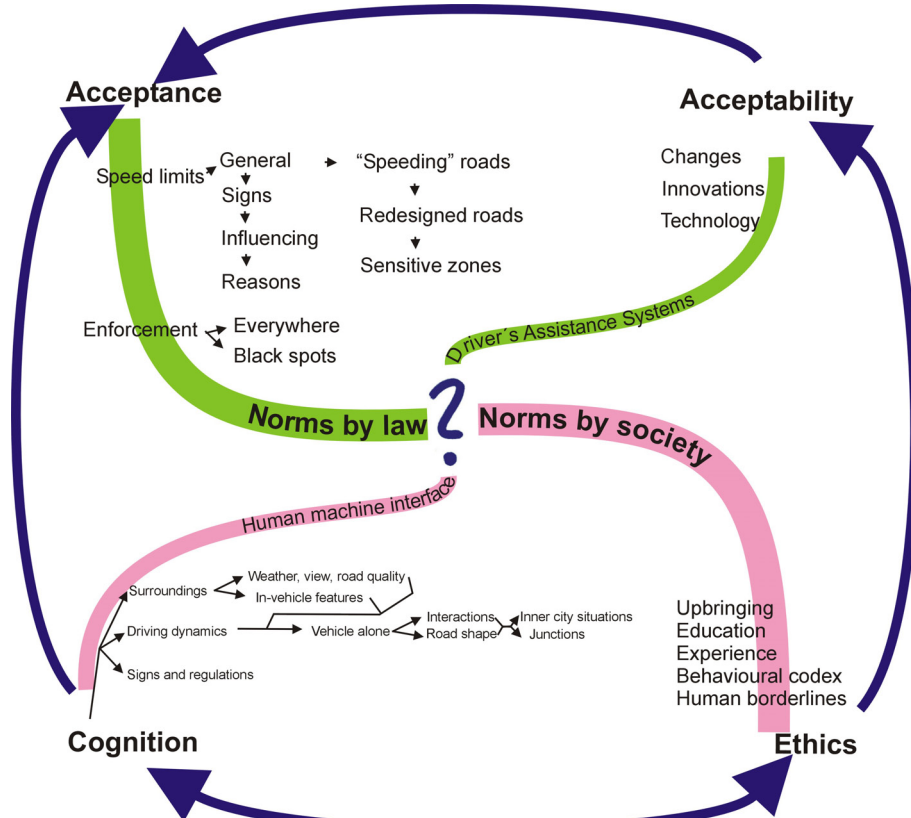 Acceptance
Acceptability
Speed limits
General
Signs
Influencing
Reasons
“Speeding” roads
Redesigned roads
Sensitive zones
Enforcement
Everywhere
Black spots
Changes
Innovations
Technology
Driver´s Assistance Systems
Norms by law
?
Norms by society
Human machine interface
Surroundings
Weather, view, road quality
In-vehicle features
Driving dynamics
Vehicle alone
Interactions
Road shape
Inner city situations
Junctions
Signs and regulations
Upbringing
Education
Experience
Behavioural codex
Human borderlines
Cognition
Ethics